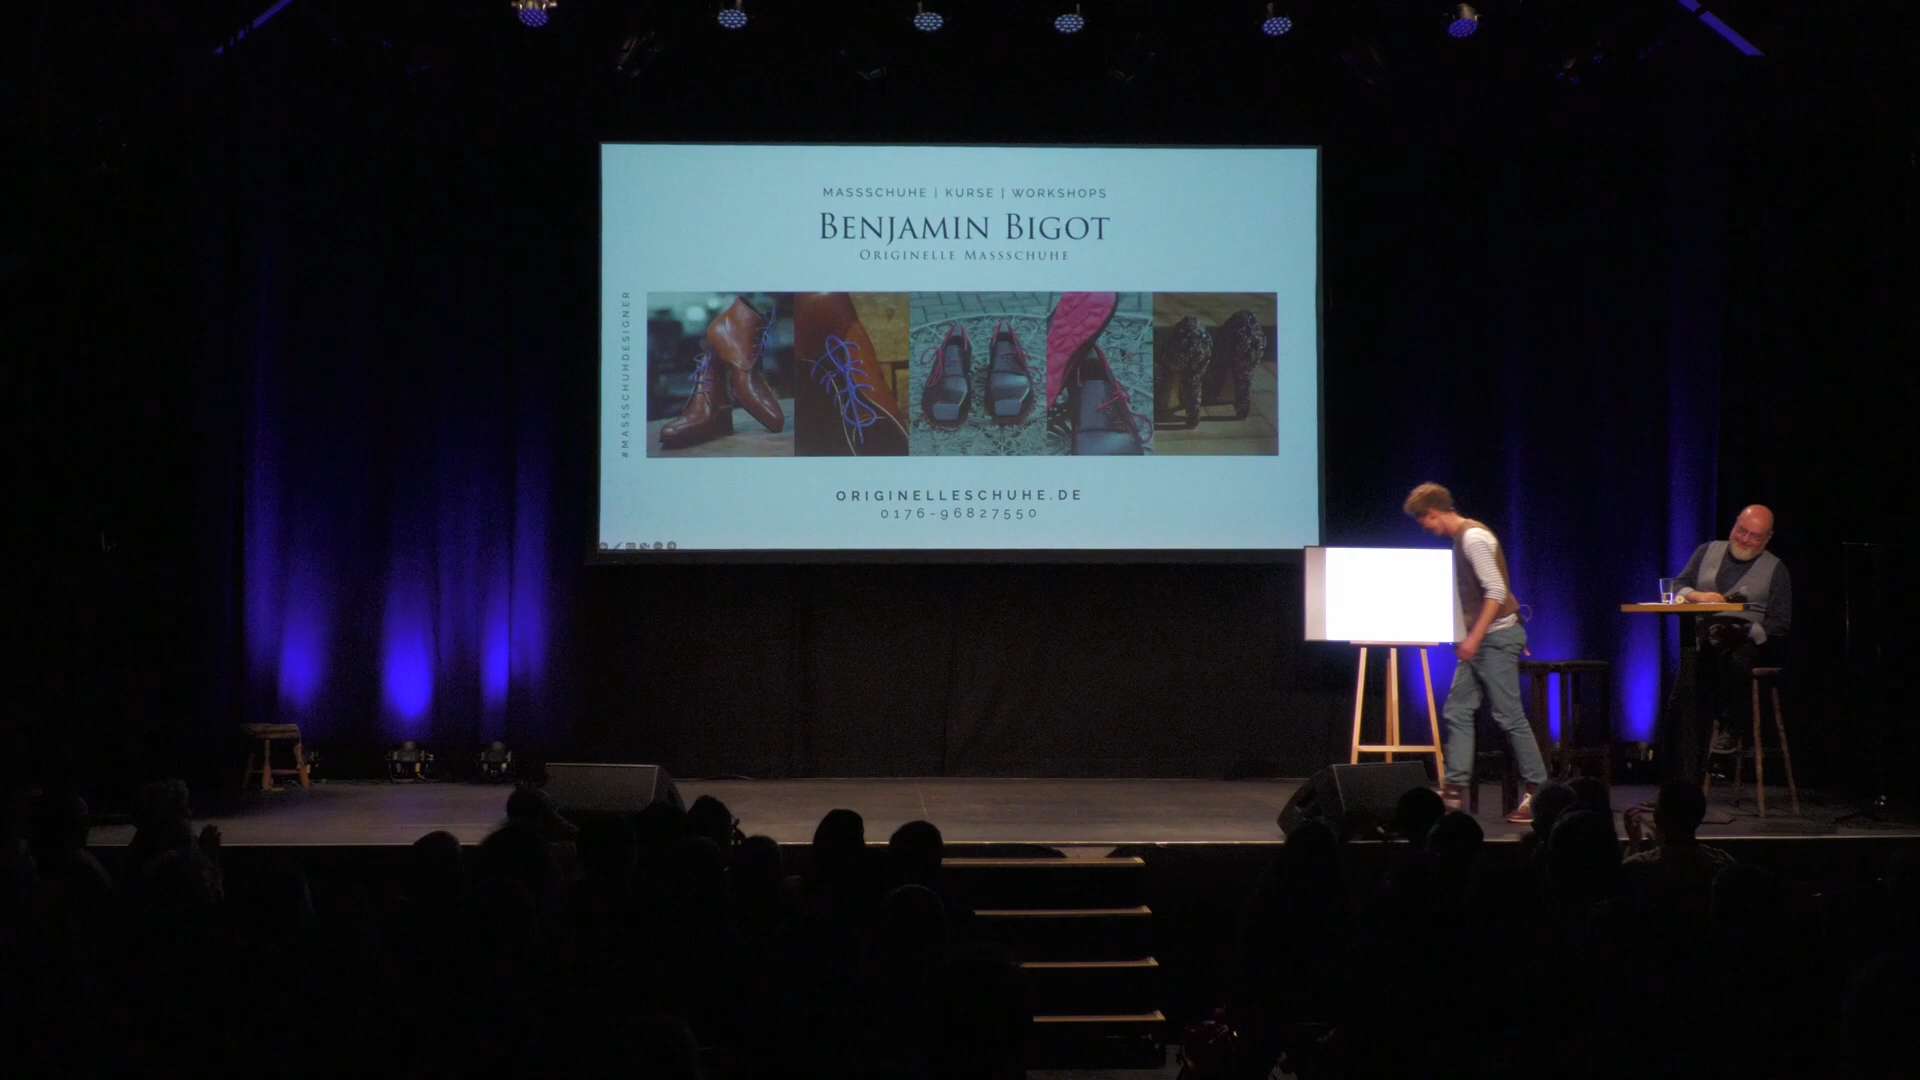 MASSSCHUHE | KURSE | WORKSHOPS
BENJAMIN BIGOT
ORIGINELLE MASSSCHUHE
#MASSSCHUHDESIGNER
ORIGINELLESCHUHE.DE
0176-96827550